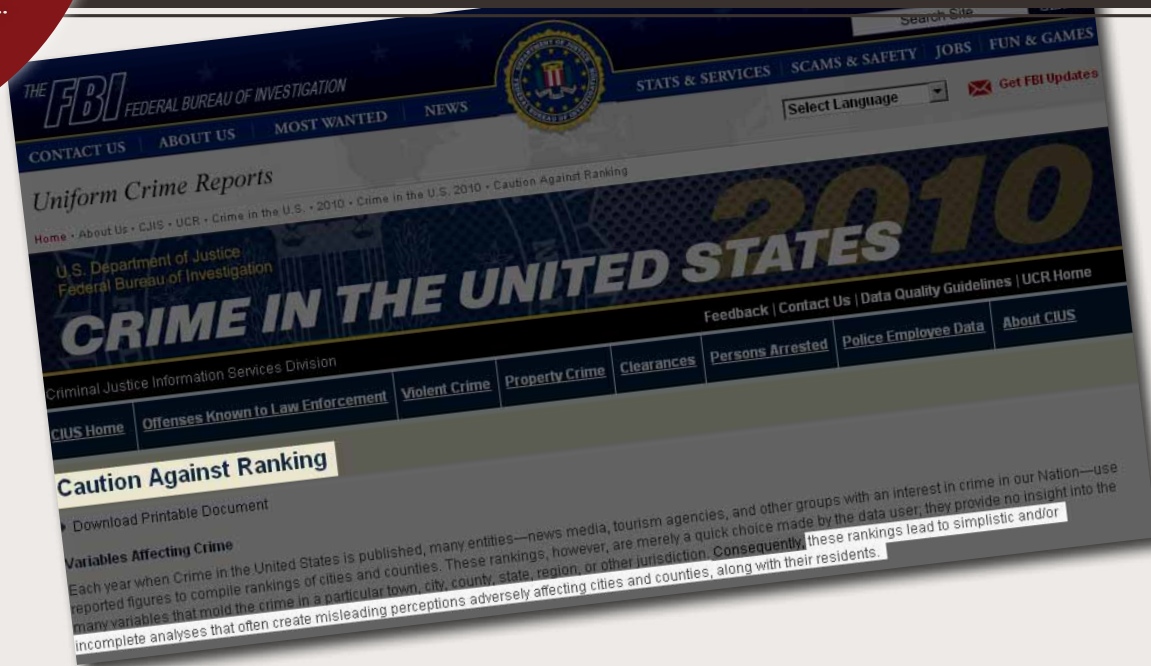 ..
Search Site
THE FBI FEDERAL BUREAU OF INVESTIGATION
CONTACT US ABOUT US MOST WANTED NEWS STATS & SERVICES SCAMS & SAFETY JOBS FUN & GAMES
Select Language Get FBI Updates
Uniform Crime Reports
Home • About Us • CJIS • UCR • Crime in the U.S. • 2010 • Crime in the U.S. 2010 • Caution Against Ranking
U.S. Department of Justice
Federal Bureau of Investigation
CRIME IN THE UNITED STATES 2010
Criminal Justice Information Services Division
Feedback | Contact Us | Data Quality Guidelines | UCR Home
CIUS Home Offenses Known to Law Enforcement Violent Crime Property Crime Clearances Persons Arrested Police Employee Data About CIUS
Caution Against Ranking
Download Printable Document
Variables Affecting Crime
Each year when Crime in the United States is published, many entities—news media, tourism agencies, and other groups with an interest in crime in our Nation—use
reported figures to compile rankings of cities and counties. These rankings, however, are merely a quick choice made by the data user; they provide no insight into the
many variables that mold the crime in a particular town, city, county, state, region, or other jurisdiction. Consequently, these rankings lead to simplistic and/or
incomplete analyses that often create misleading perceptions adversely affecting cities and counties, along with their residents.